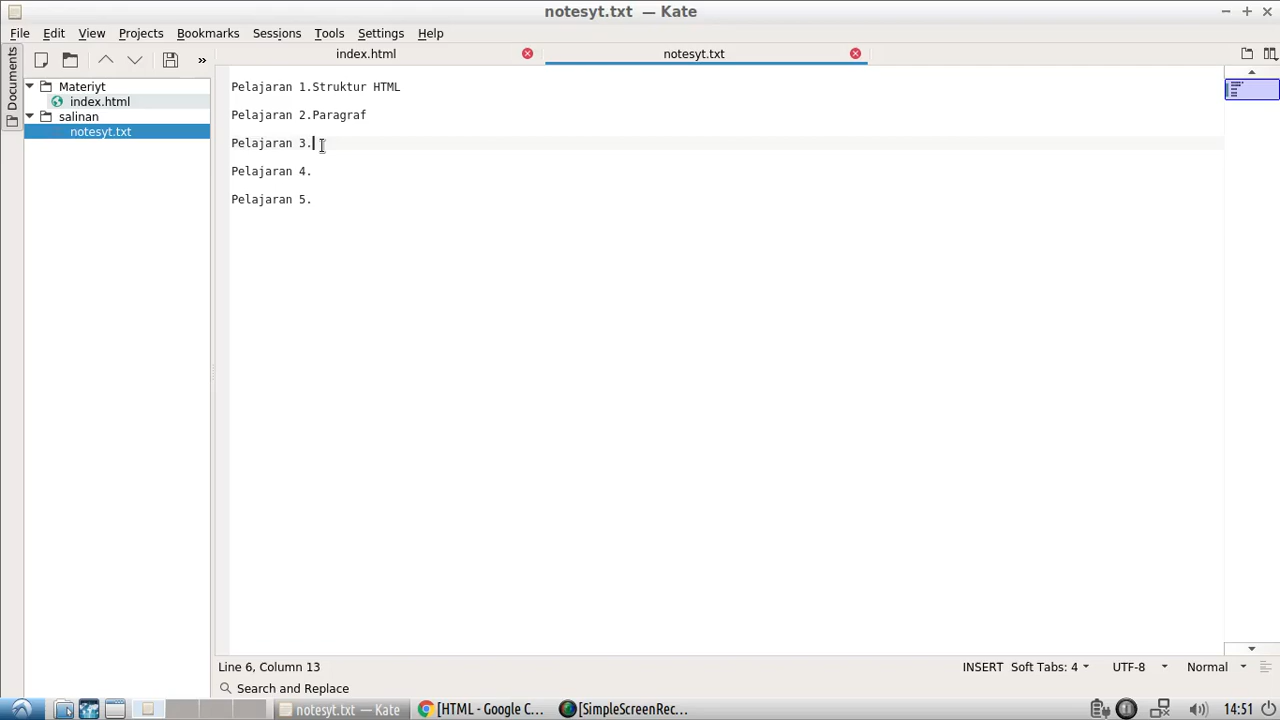 notesyt.txt — Kate
File Edit View Projects Bookmarks Sessions Tools Settings Help
» index.html notesyt.txt
Documents
Materiyt
index.html
salinan
notesyt.txt
Pelajaran 1.Struktur HTML
Pelajaran 2.Paragraf
Pelajaran 3.
Pelajaran 4.
Pelajaran 5.
Line 6, Column 13 INSERT Soft Tabs: 4 UTF-8 Normal
Search and Replace
notesyt.txt — Kate [HTML - Google C... [SimpleScreenRec... 1 14:51